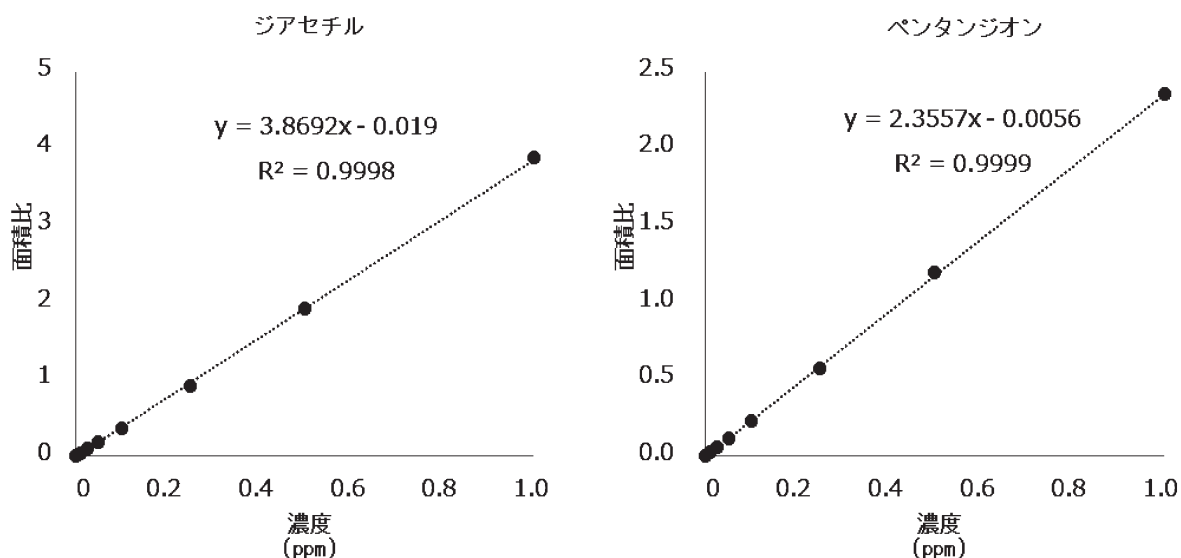 ジアセチル
5
4
3
2
1
0
y = 3.8692x - 0.019
R² = 0.9998
面積比
0 0.2 0.4 0.6 0.8 1.0
濃度
(ppm)
ペンタンジオン
2.5
2.0
1.5
1.0
0.5
0.0
y = 2.3557x - 0.0056
R² = 0.9999
面積比
0 0.2 0.4 0.6 0.8 1.0
濃度
(ppm)